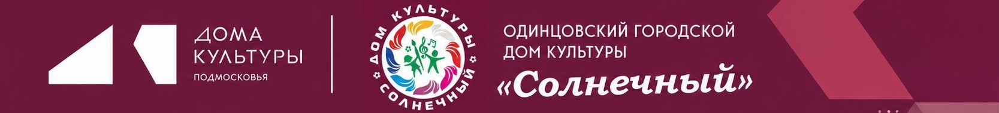 ДОМА
КУЛЬТУРЫ
ПОДМОСКОВЬЯ
ДОМ КУЛЬТУРЫ
СОЛНЕЧНЫЙ
ОДИНЦОВСКИЙ ГОРОДСКОЙ
ДОМ КУЛЬТУРЫ
«Солнечный»